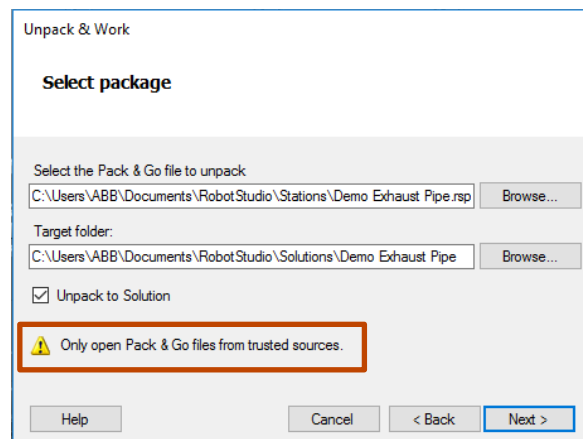 Unpack & Work
Select package
Select the Pack & Go file to unpack
C:\Users\ABB\Documents\RobotStudio\Stations\Demo Exhaust Pipe.rsp
Browse...
Target folder:
C:\Users\ABB\Documents\RobotStudio\Solutions\Demo Exhaust Pipe
Browse...
Unpack to Solution
Only open Pack & Go files from trusted sources.
Help
Cancel
< Back
Next >